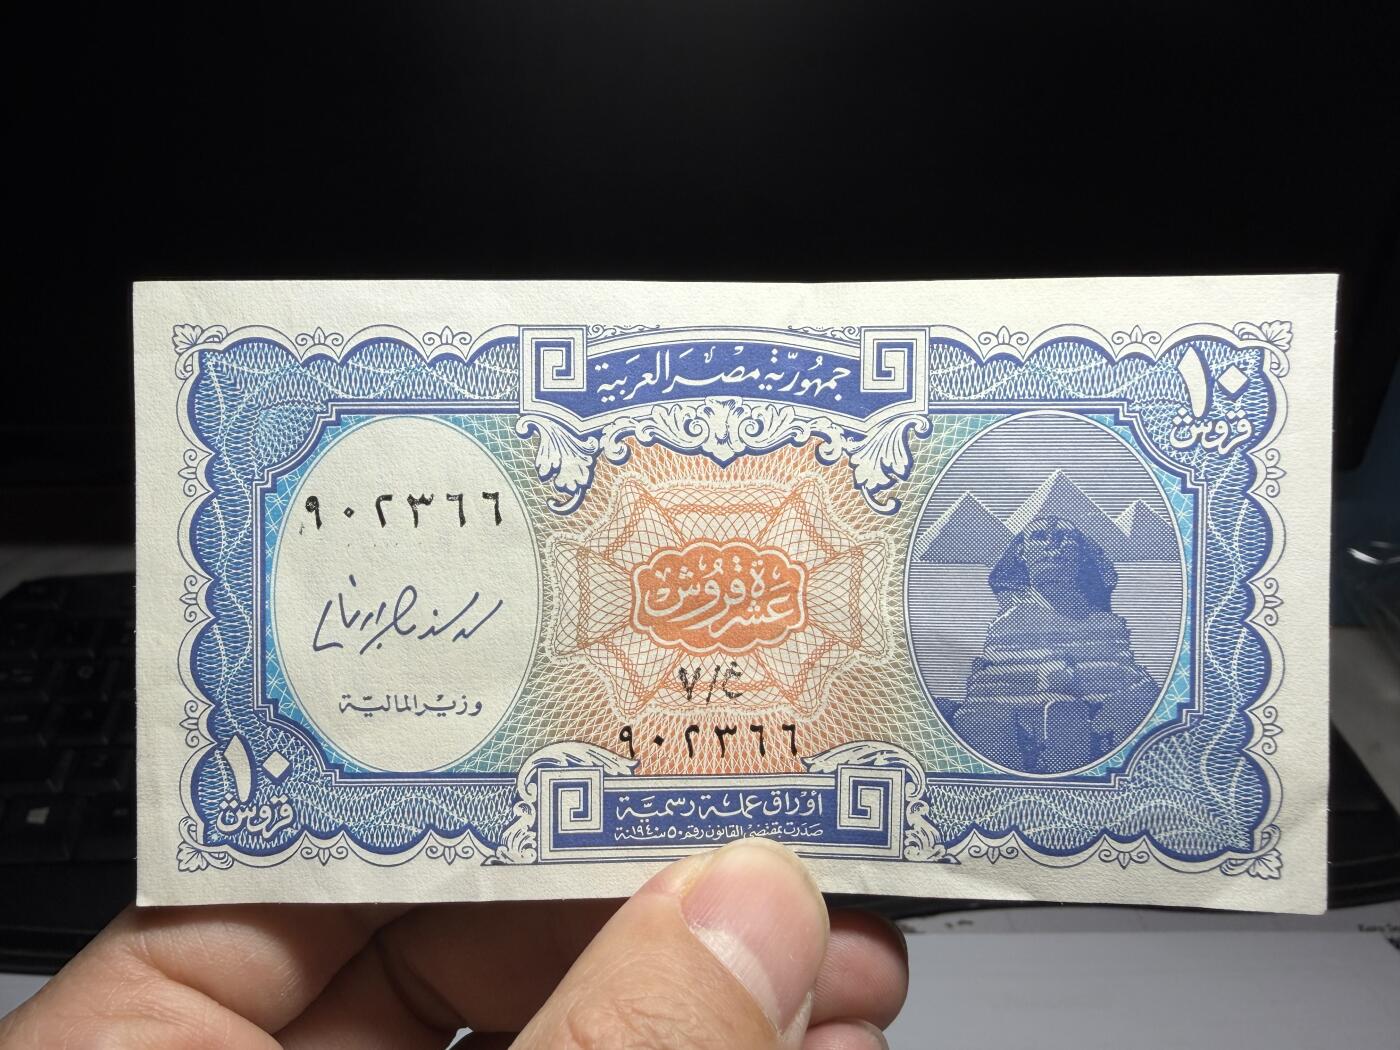 جمهورية مصر العربية
١٠
قروش
٩٠٢٣٦٦
عشرة قروش
وزير المالية
٧/غ
٩٠٢٣٦٦
١٠
قروش
أوراق عملة رسمية
صدرت بمقتضى القانون رقم ٥٠ سنة ١٩٤٠